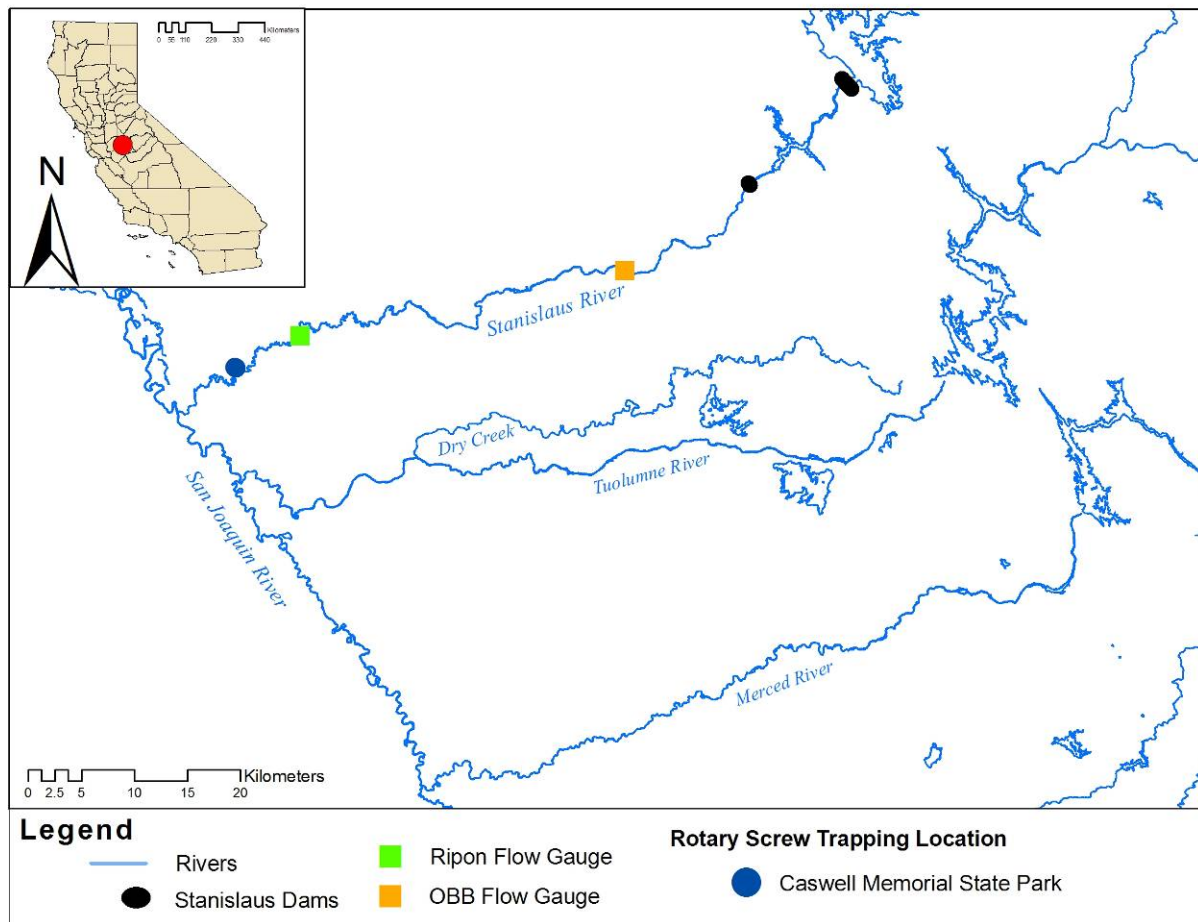 Kilometers
0 55 110 220 330 440
N
Stanislaus River
Dry Creek
Tuolumne River
San Joaquin River
Merced River
Kilometers
0 2.5 5 10 15 20
Legend
Rivers
Stanislaus Dams
Ripon Flow Gauge
OBB Flow Gauge
Rotary Screw Trapping Location
Caswell Memorial State Park